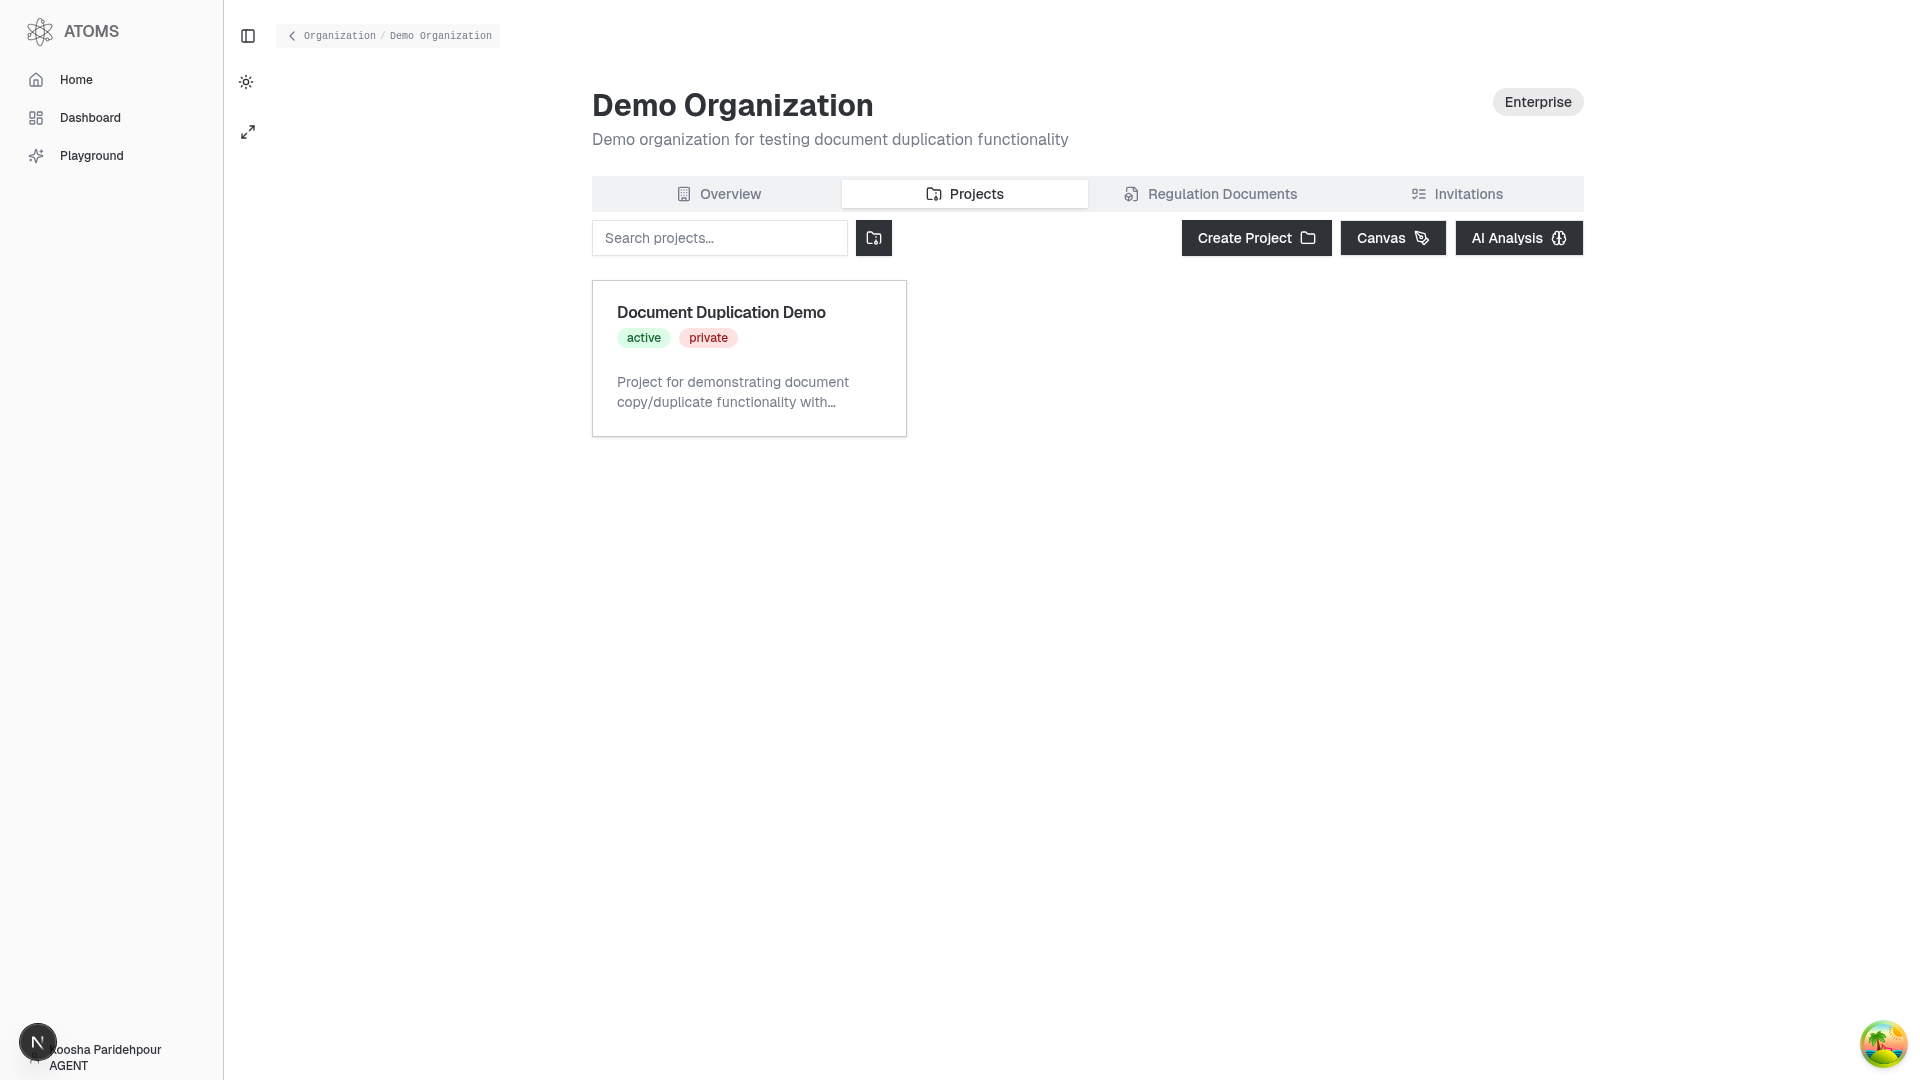 ATOMS
Home
Dashboard
Playground
Organization / Demo Organization
Demo Organization
Enterprise
Demo organization for testing document duplication functionality
Overview
Projects
Regulation Documents
Invitations
Search projects...
Create Project
Canvas
AI Analysis
Document Duplication Demo
active
private
Project for demonstrating document
copy/duplicate functionality with...
N
Koosha Paridehpour
AGENT